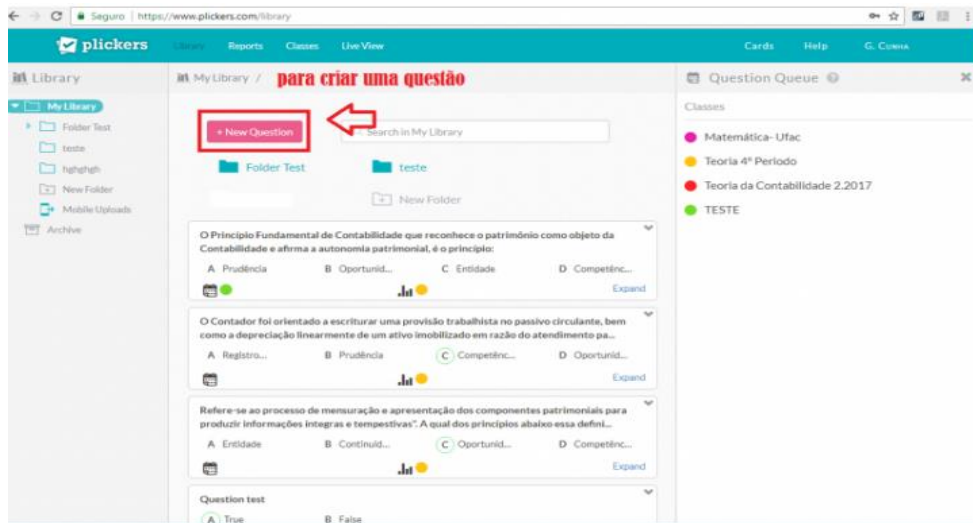 Seguro | https://www.plickers.com/library
plickers Library Reports Classes Live View Cards Help G. Cunha
Library
My Library
Folder Test
teste
hghghgh
New Folder
Mobile Uploads
Archive
My Library / para criar uma questão
+ New Question
Search in My Library
Folder Test teste
New Folder
O Princípio Fundamental de Contabilidade que reconhece o patrimônio como objeto da
Contabilidade e afirma a autonomia patrimonial, é o princípio:
A Prudência B Oportunid... C Entidade D Competênc...
Expand
O Contador foi orientado a escriturar uma provisão trabalhista no passivo circulante, bem
como a depreciação linearmente de um ativo imobilizado em razão do atendimento pa...
A Registro... B Prudência C Competênc... D Oportunid...
Expand
Refere-se ao processo de mensuração e apresentação dos componentes patrimoniais para
produzir informações íntegras e tempestivas". A qual dos princípios abaixo essa defini...
A Entidade B Continuid... C Oportunid... D Competênc...
Expand
Question test
A True B False
Question Queue
Classes
Matemática- Ufac
Teoria 4º Período
Teoria da Contabilidade 2.2017
TESTE